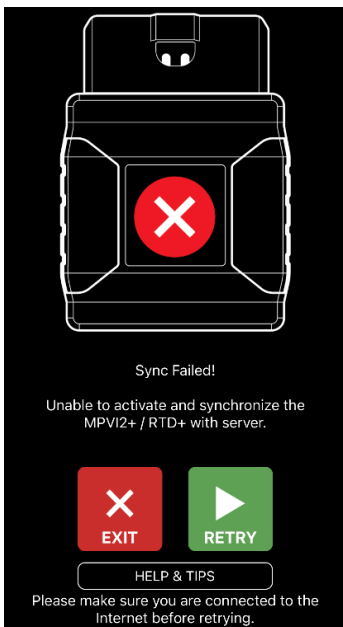 Sync Failed!
Unable to activate and synchronize the
MPVI2+ / RTD+ with server.
EXIT
RETRY
HELP & TIPS
Please make sure you are connected to the
Internet before retrying.